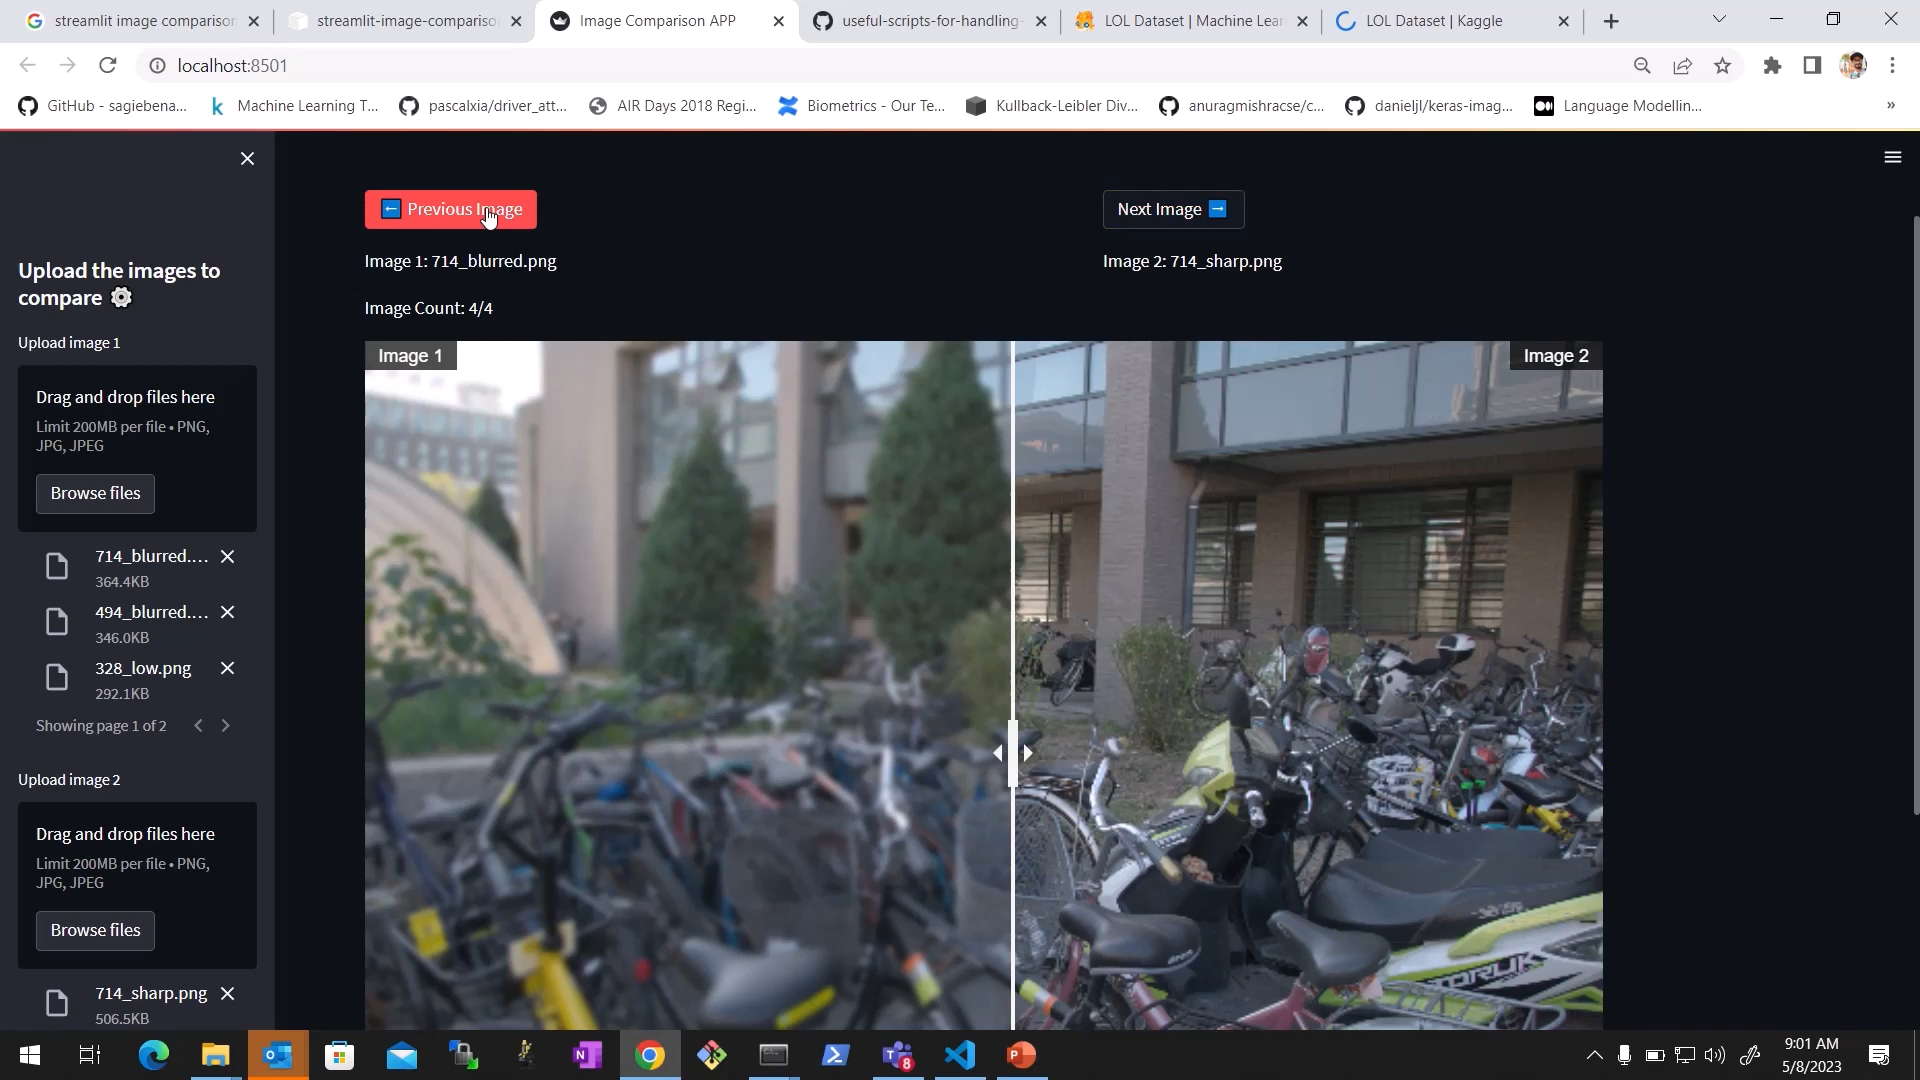 streamlit image comparison
streamlit-image-compariso
Image Comparison APP
useful-scripts-for-handling-
LOL Dataset | Machine Lear
LOL Dataset | Kaggle
localhost:8501
GitHub - sagiebena...
Machine Learning T...
pascalxia/driver_att...
AIR Days 2018 Regi...
Biometrics - Our Te...
Kullback-Leibler Div...
anuragmishracse/c...
danieljl/keras-imag...
Language Modellin...
»
Upload the images to
compare
Upload image 1
Drag and drop files here
Limit 200MB per file • PNG,
JPG, JPEG
Browse files
714_blurred....
364.4KB
494_blurred....
346.0KB
328_low.png
292.1KB
Showing page 1 of 2
Upload image 2
Drag and drop files here
Limit 200MB per file • PNG,
JPG, JPEG
Browse files
714_sharp.png
506.5KB
Previous Image
Next Image
Image 1: 714_blurred.png
Image 2: 714_sharp.png
Image Count: 4/4
Image 1
Image 2
8
9:01 AM
5/8/2023